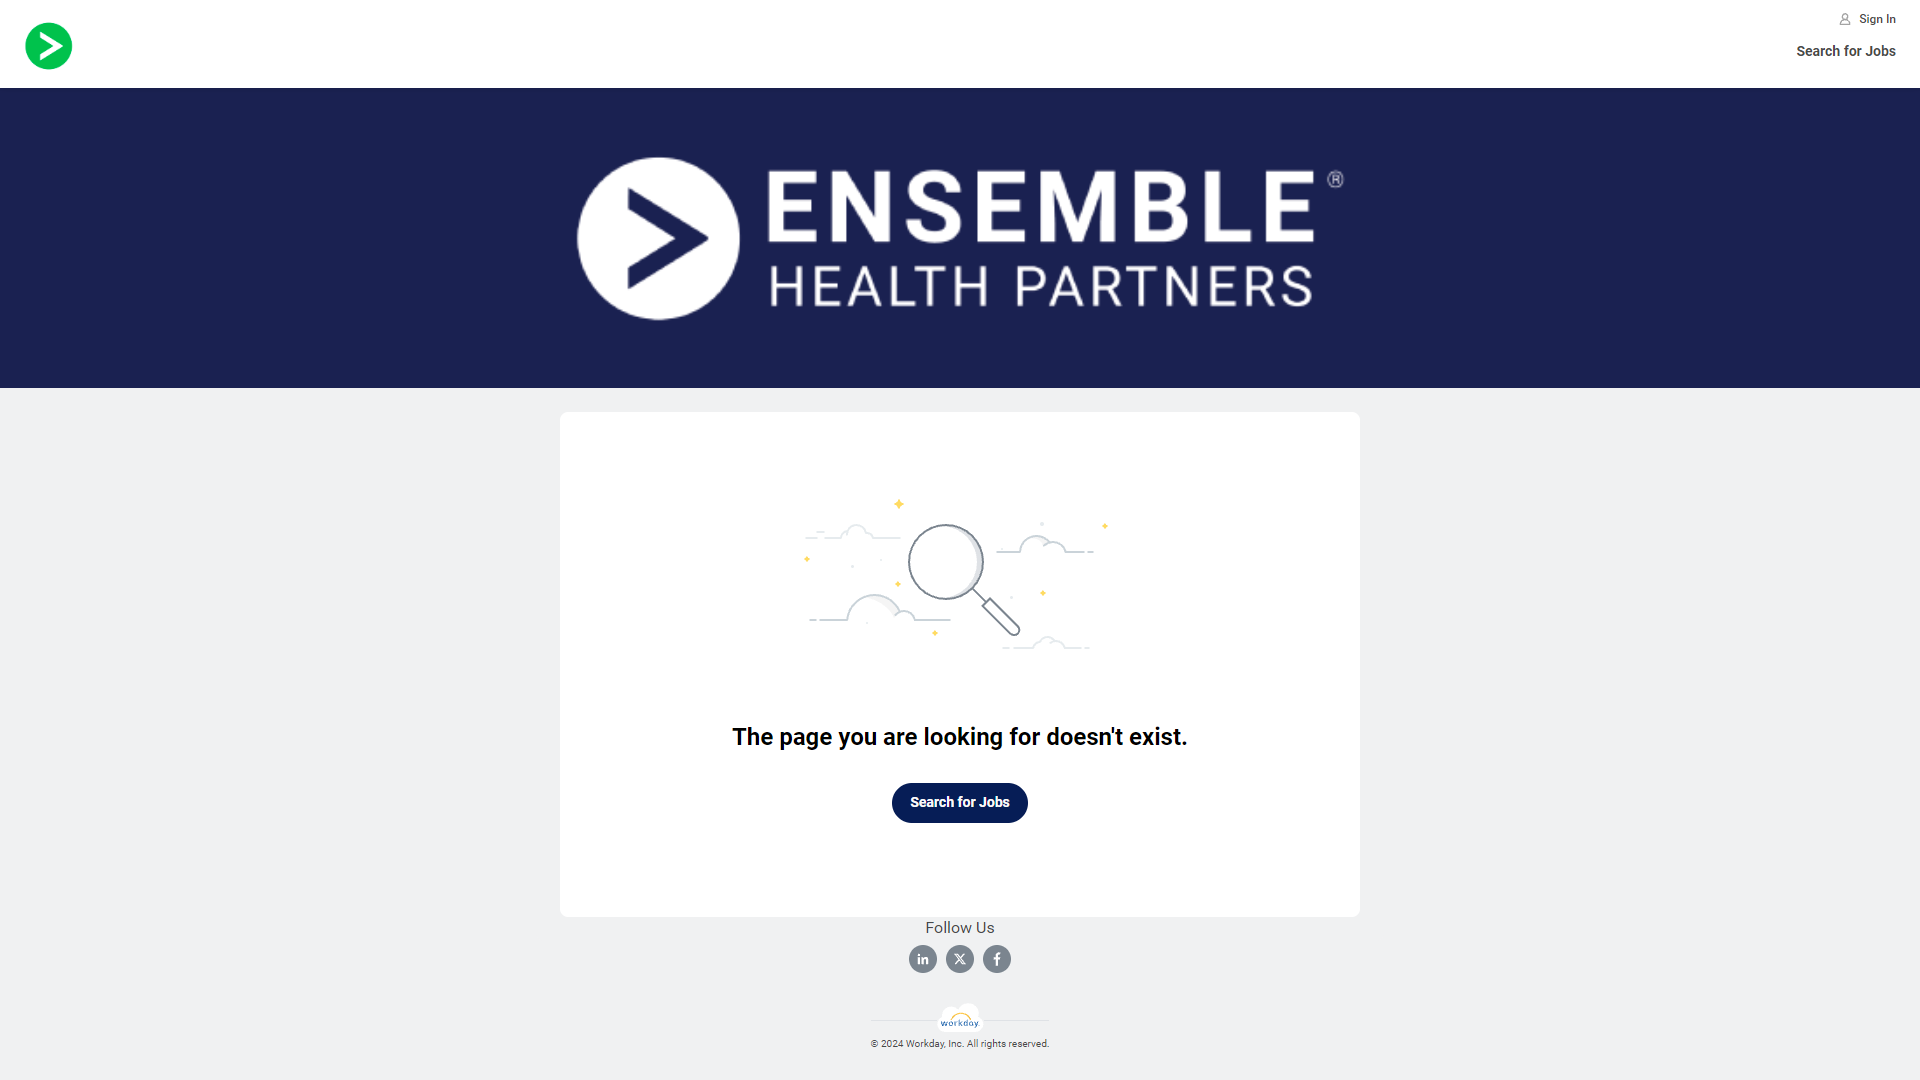 Sign In
Search for Jobs
ENSEMBLE®
HEALTH PARTNERS
The page you are looking for doesn't exist.
Search for Jobs
Follow Us
workday.
© 2024 Workday, Inc. All rights reserved.